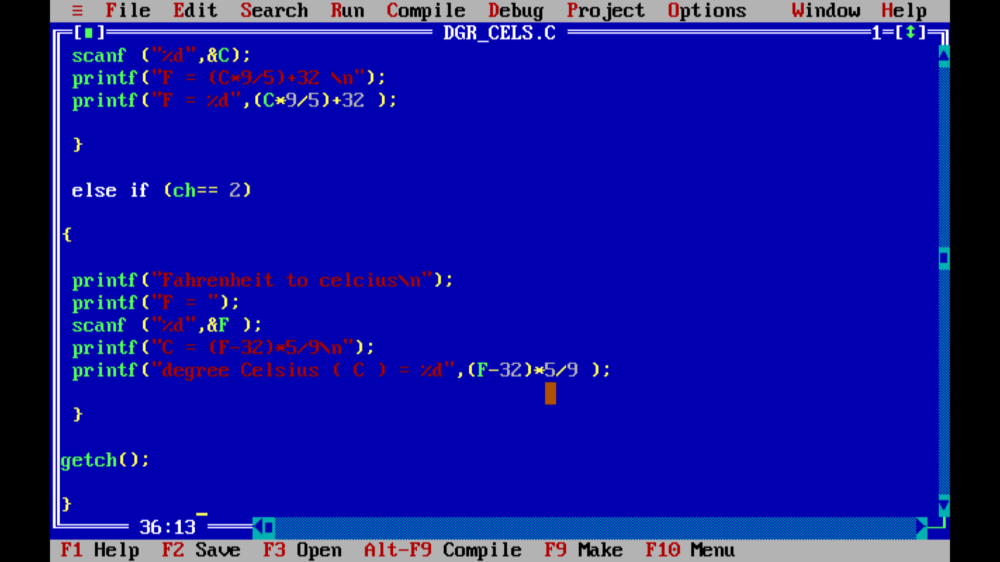 ≡ File Edit Search Run Compile Debug Project Options Window Help
[■] DGR_CELS.C 1=[↕]
scanf ("%d",&C);
printf("F = (C*9/5)+32 \n");
printf("F = %d",(C*9/5)+32 );
}
else if (ch== 2)
{
printf("Fahrenheit to celcius\n");
printf("F = ");
scanf ("%d",&F );
printf("C = (F-32)*5/9\n");
printf("degree Celsius ( C ) = %d",(F-32)*5/9 );
}
getch();
}
36:13
F1 Help F2 Save F3 Open Alt-F9 Compile F9 Make F10 Menu